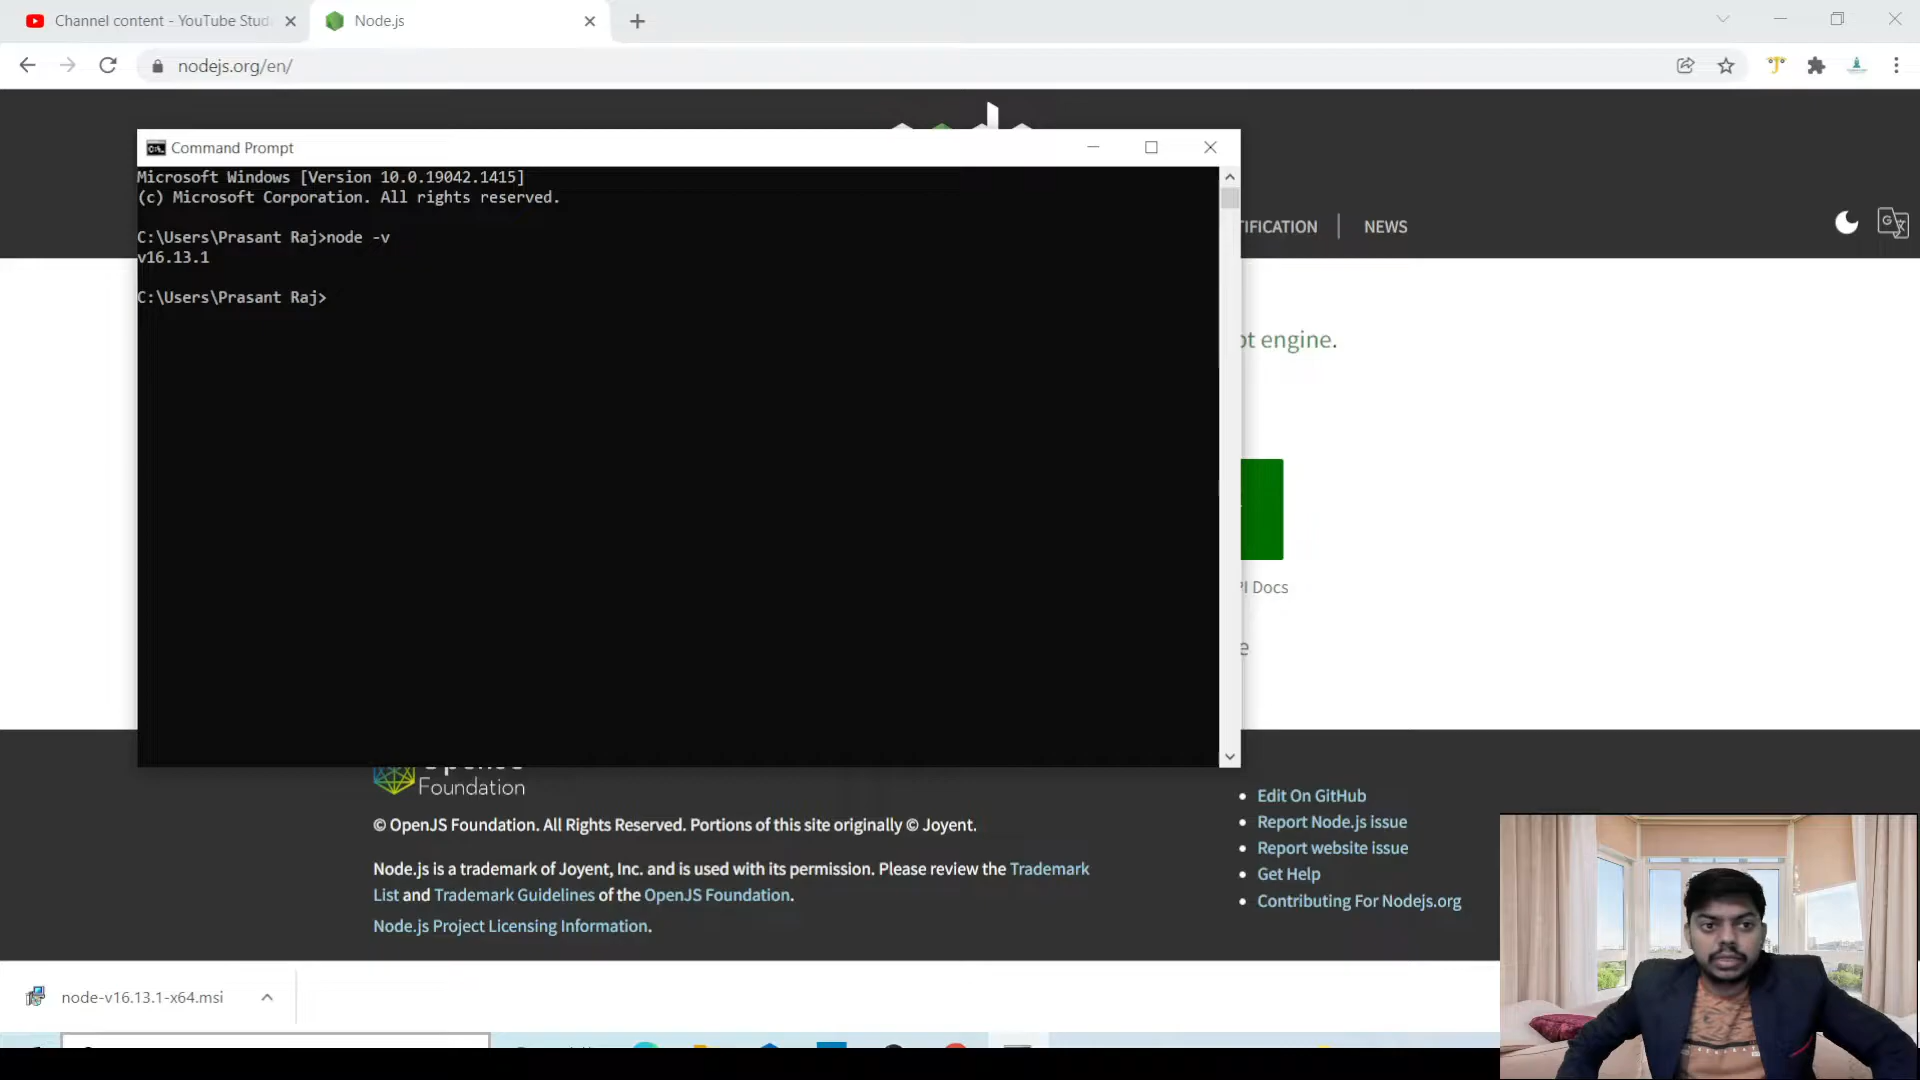 Channel content - YouTube Stud
Node.js
nodejs.org/en/
Command Prompt
Microsoft Windows [Version 10.0.19042.1415]
(c) Microsoft Corporation. All rights reserved.
C:\Users\Prasant Raj>node -v
v16.13.1
C:\Users\Prasant Raj>
TIFICATION
NEWS
pt engine.
PI Docs
e
Foundation
© OpenJS Foundation. All Rights Reserved. Portions of this site originally © Joyent.
Node.js is a trademark of Joyent, Inc. and is used with its permission. Please review the Trademark
List and Trademark Guidelines of the OpenJS Foundation.
Node.js Project Licensing Information.
Edit On GitHub
Report Node.js issue
Report website issue
Get Help
Contributing For Nodejs.org
node-v16.13.1-x64.msi